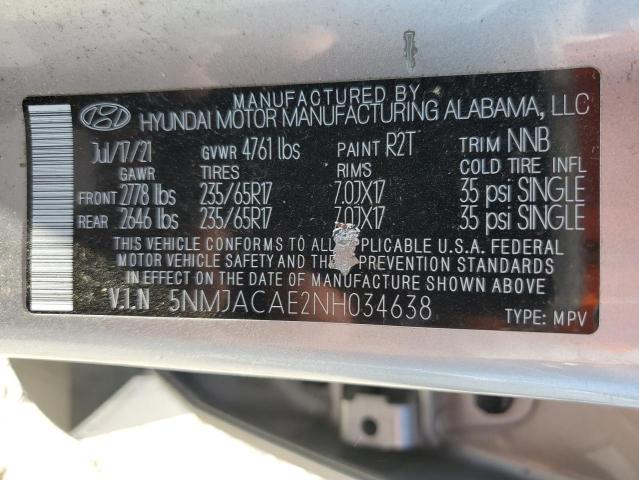 MANUFACTURED BY
HYUNDAI MOTOR MANUFACTURING ALABAMA, LLC
Jul/17/21 GVWR 4761 lbs PAINT R2T TRIM NNB
GAWR TIRES RIMS COLD TIRE INFL
FRONT 2778 lbs 235/65R17 7.0JX17 35 psi SINGLE
REAR 2646 lbs 235/65R17 7.0JX17 35 psi SINGLE
THIS VEHICLE CONFORMS TO ALL PLICABLE U.S.A. FEDERAL
MOTOR VEHICLE SAFETY AND PREVENTION STANDARDS
IN EFFECT ON THE DATE OF MANUFACTURE SHOWN ABOVE
V.I.N 5NMJACAE2NH034638
TYPE: MPV